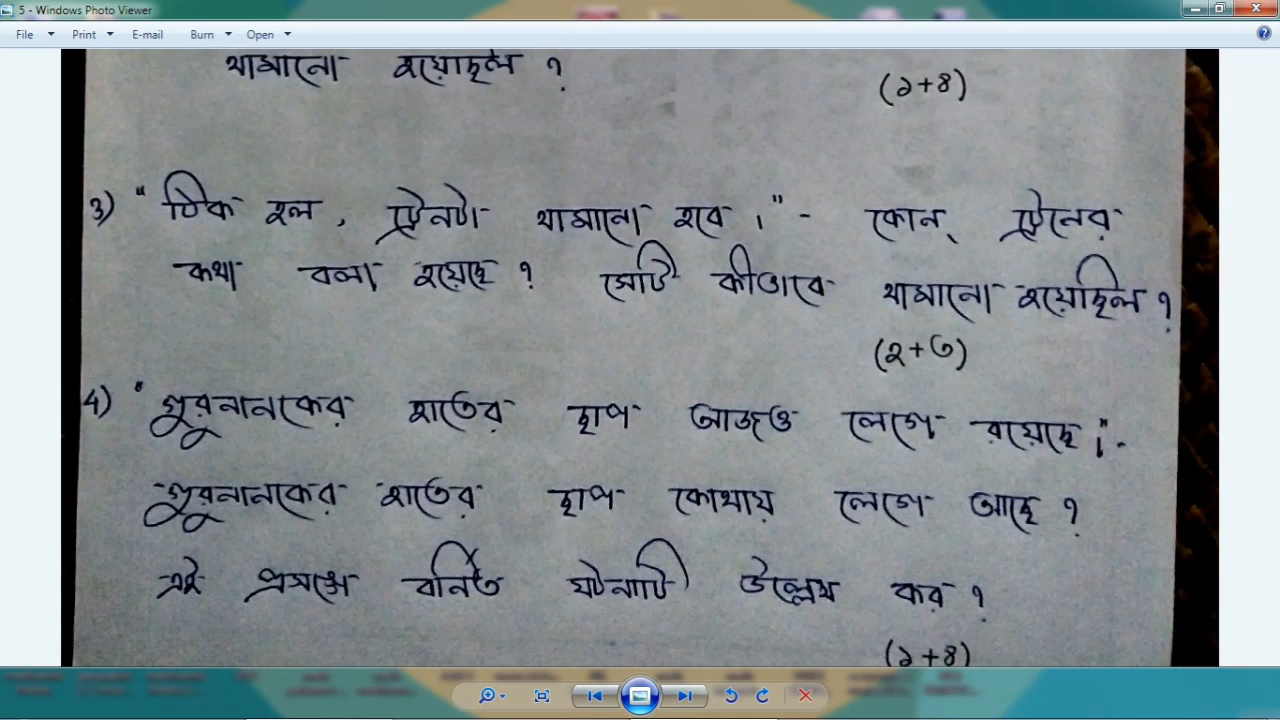 5 - Windows Photo Viewer
File Print E-mail Burn Open
থামানো হয়েছিল ?
(১+৪)
3) " ঠিক হল , ট্রেনটা থামানো হবে ।" - কোন্ ট্রেনের
কথা বলা হয়েছে ? সেটি কীভাবে থামানো হয়েছিল ?
(২+৩)
4) " গুরুনানকের হাতের ছাপ আজও লেগে রয়েছে ।" -
গুরুনানকের হাতের ছাপ কোথায় লেগে আছে ?
এই প্রসঙ্গে বর্নিত ঘটনাটি উল্লেখ কর ?
(১+৪)